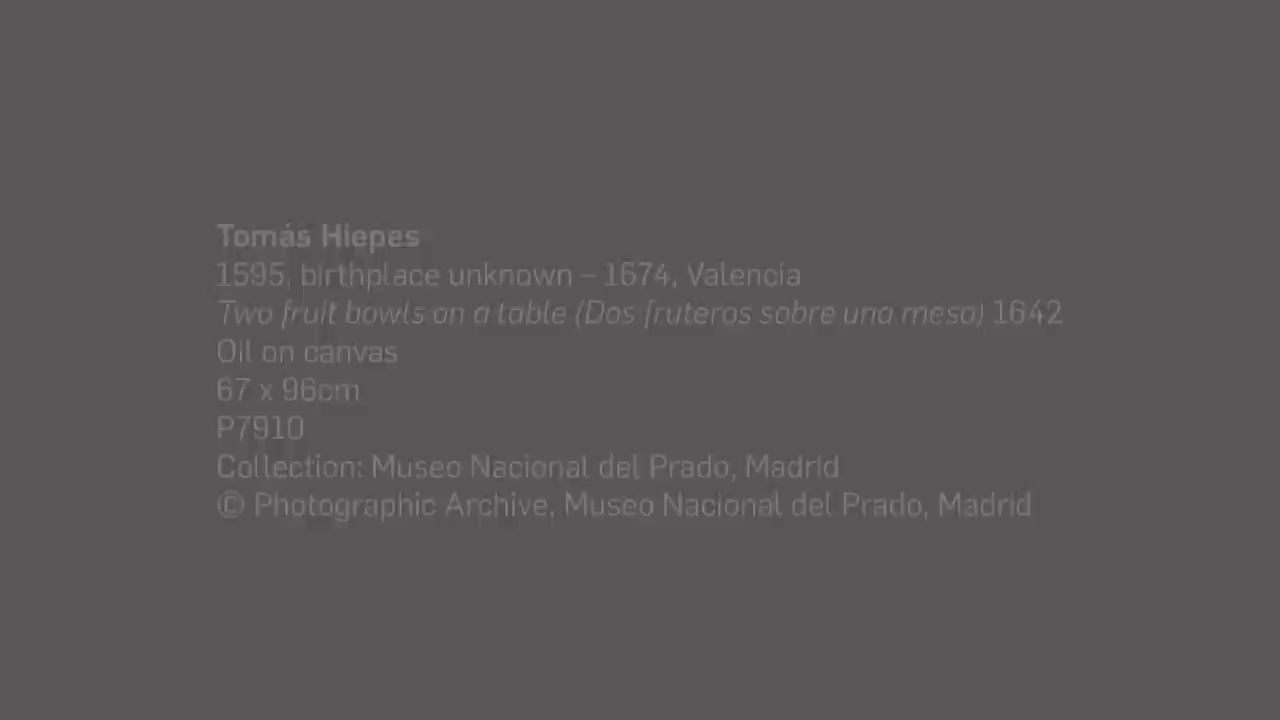 Tomás Hiepes
1595, birthplace unknown – 1674, Valencia
Two fruit bowls on a table (Dos fruteros sobre una mesa) 1642
Oil on canvas
67 x 96cm
P7910
Collection: Museo Nacional del Prado, Madrid
© Photographic Archive, Museo Nacional del Prado, Madrid